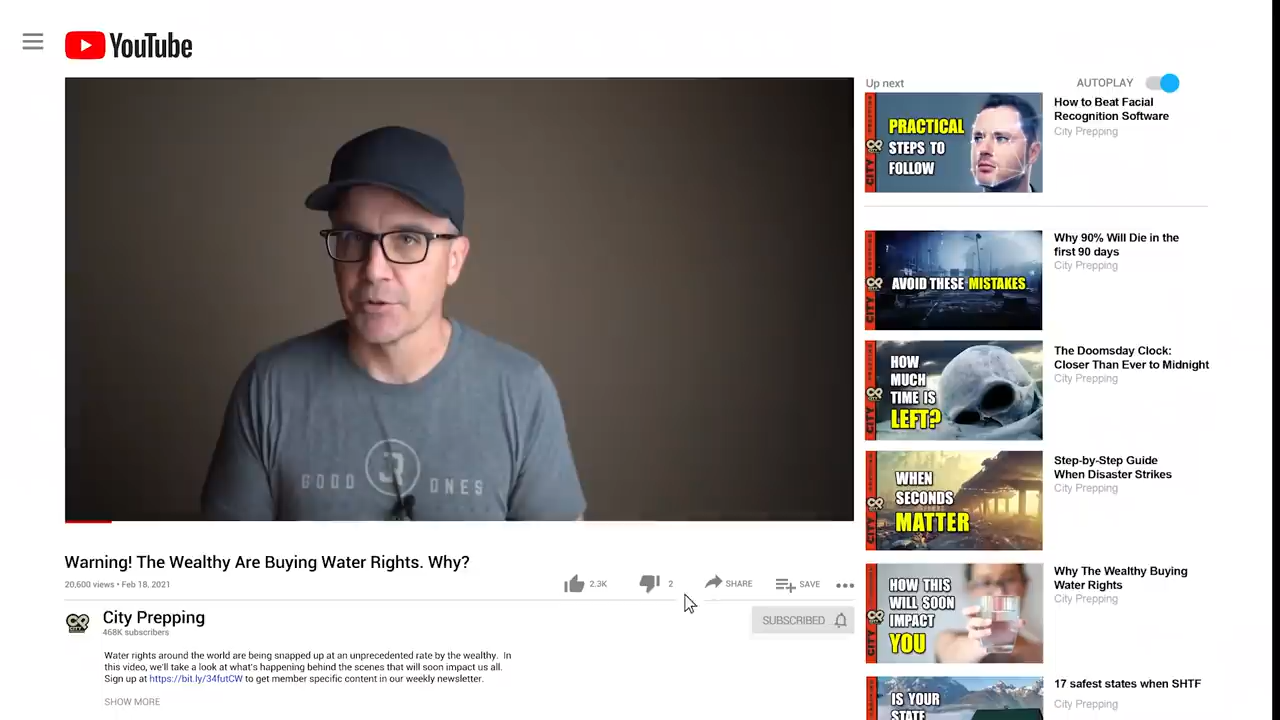 YouTube
GOOD JR ONES
Warning! The Wealthy Are Buying Water Rights. Why?
20,600 views • Feb 18, 2021
2.3K
2
SHARE
SAVE
City Prepping
468K subscribers
SUBSCRIBED
Water rights around the world are being snapped up at an unprecedented rate by the wealthy. In
this video, we'll take a look at what's happening behind the scenes that will soon impact us all.
Sign up at https://bit.ly/34futCW to get member specific content in our weekly newsletter.
SHOW MORE
Up next
AUTOPLAY
PRACTICAL
STEPS TO
FOLLOW
CITY
How to Beat Facial
Recognition Software
City Prepping
AVOID THESE MISTAKES
CITY
Why 90% Will Die in the
first 90 days
City Prepping
HOW
MUCH
TIME IS
LEFT?
CITY
The Doomsday Clock:
Closer Than Ever to Midnight
City Prepping
WHEN
SECONDS
MATTER
CITY
Step-by-Step Guide
When Disaster Strikes
City Prepping
HOW THIS
WILL SOON
IMPACT
YOU
CITY
Why The Wealthy Buying
Water Rights
City Prepping
IS YOUR
STATE
17 safest states when SHTF
City Prepping